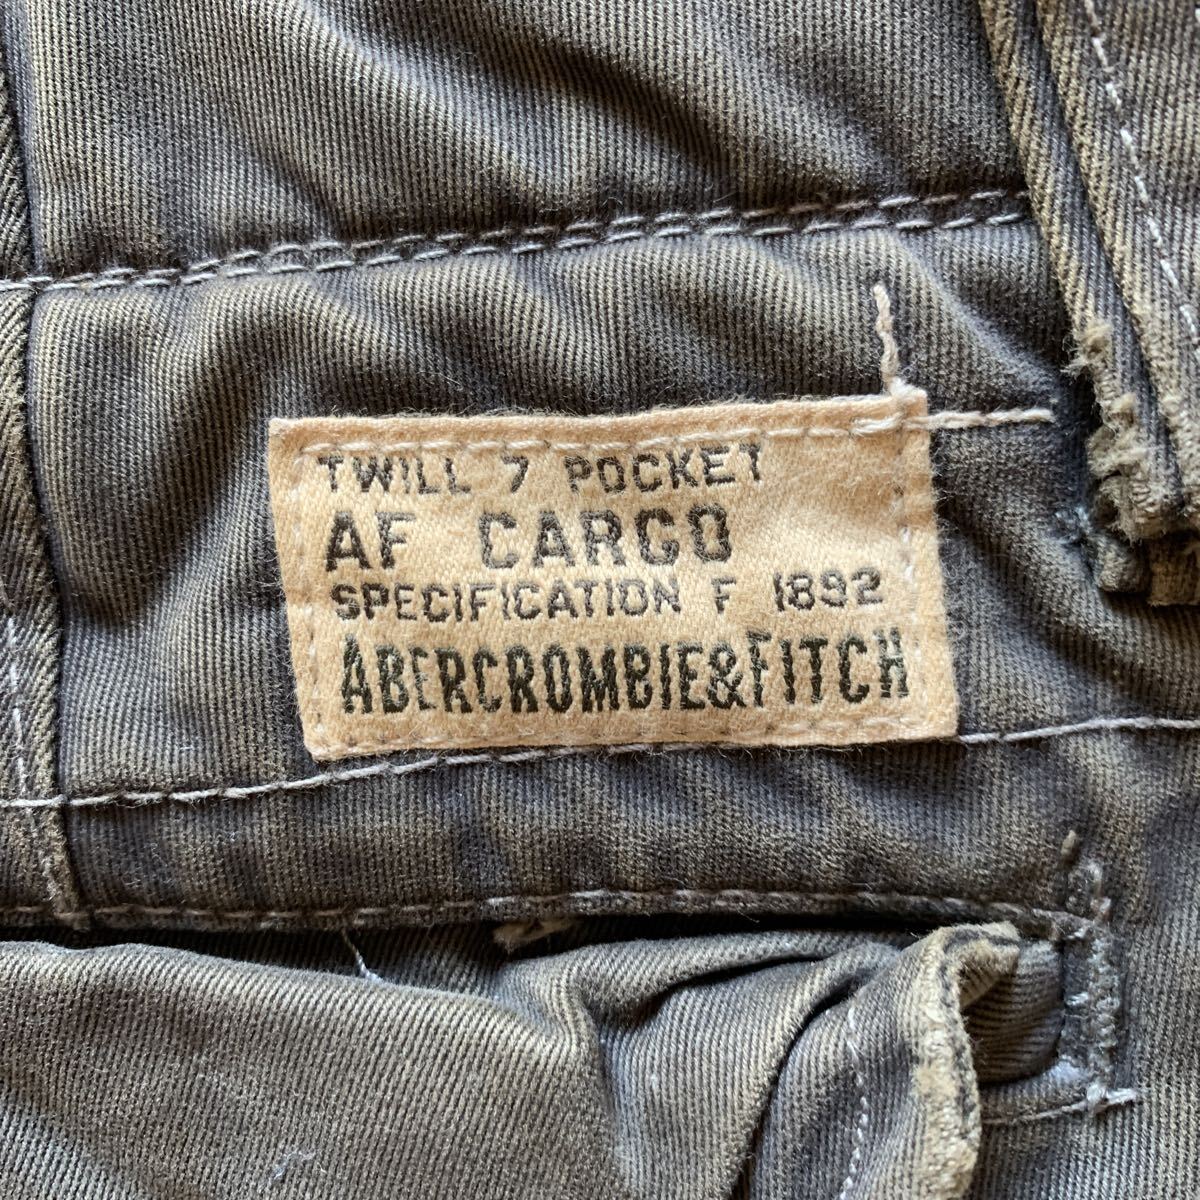 TWILL 7 POCKET
AF CARGO
SPECIFICATION F 1892
ABERCROMBIE&FITCH